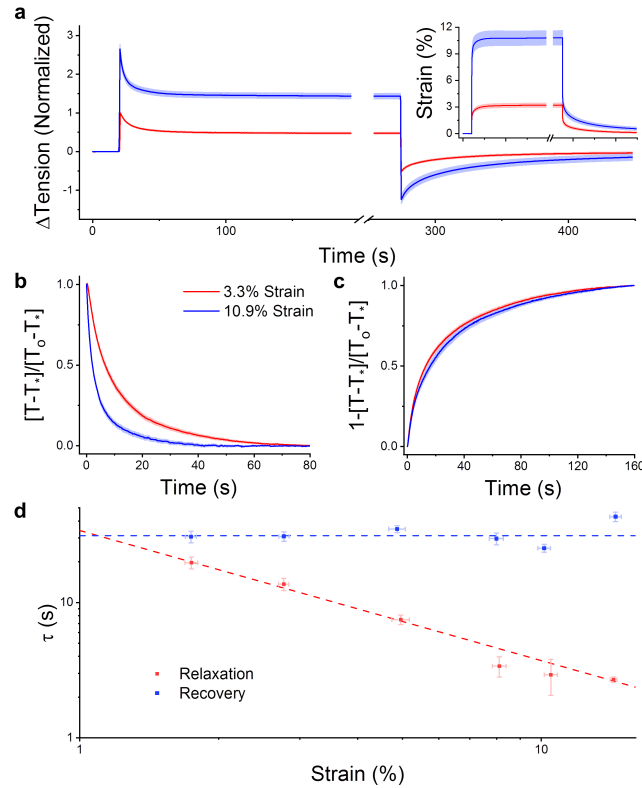 a
ΔTension (Normalized)
3
2
1
0
-1
0
100
300
400
Time (s)
Strain (%)
12
9
6
3
0
b
[T-T*]/[To-T*]
1.0
0.5
0.0
3.3% Strain
10.9% Strain
0
20
40
60
80
Time (s)
c
1-[T-T*]/[To-T*]
1.0
0.5
0.0
0
40
80
120
160
Time (s)
d
τ (s)
10
1
Relaxation
Recovery
1
10
Strain (%)